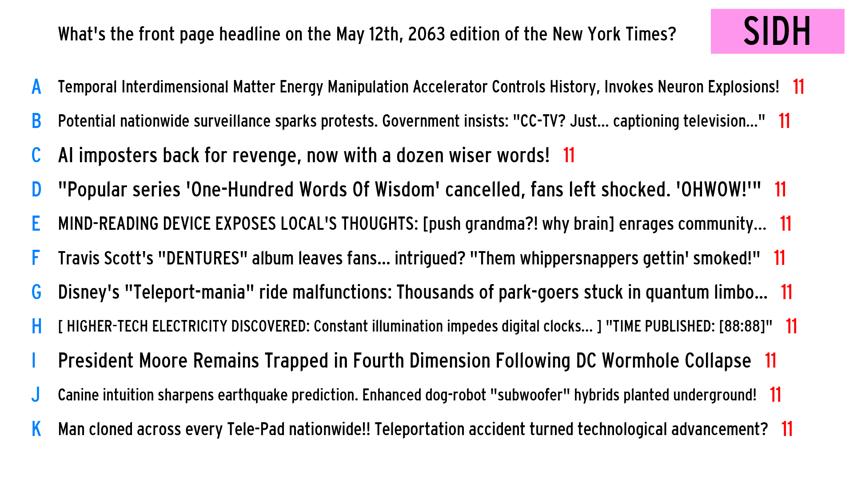 What's the front page headline on the May 12th, 2063 edition of the New York Times?
SIDH
A Temporal Interdimensional Matter Energy Manipulation Accelerator Controls History, Invokes Neuron Explosions! 11
B Potential nationwide surveillance sparks protests. Government insists: "CC-TV? Just... captioning television..." 11
C AI imposters back for revenge, now with a dozen wiser words! 11
D "Popular series 'One-Hundred Words Of Wisdom' cancelled, fans left shocked. 'OHWOW!'" 11
E MIND-READING DEVICE EXPOSES LOCAL'S THOUGHTS: [push grandma?! why brain] enrages community... 11
F Travis Scott's "DENTURES" album leaves fans... intrigued? "Them whippersnappers gettin' smoked!" 11
G Disney's "Teleport-mania" ride malfunctions: Thousands of park-goers stuck in quantum limbo... 11
H [ HIGHER-TECH ELECTRICITY DISCOVERED: Constant illumination impedes digital clocks... ] "TIME PUBLISHED: [88:88]" 11
I President Moore Remains Trapped in Fourth Dimension Following DC Wormhole Collapse 11
J Canine intuition sharpens earthquake prediction. Enhanced dog-robot "subwoofer" hybrids planted underground! 11
K Man cloned across every Tele-Pad nationwide!! Teleportation accident turned technological advancement? 11